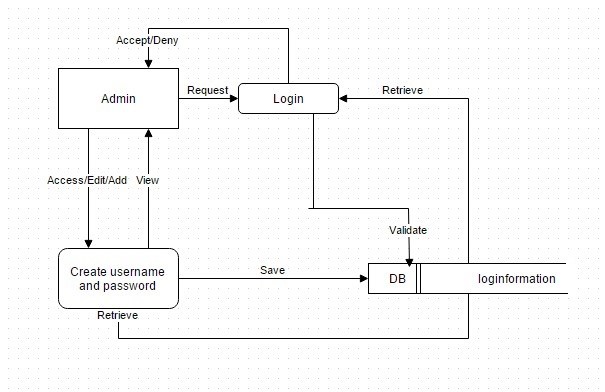 Accept/Deny
Admin
Request
Login
Retrieve
Access/Edit/Add
View
Validate
Create username
and password
Save
DB
loginformation
Retrieve